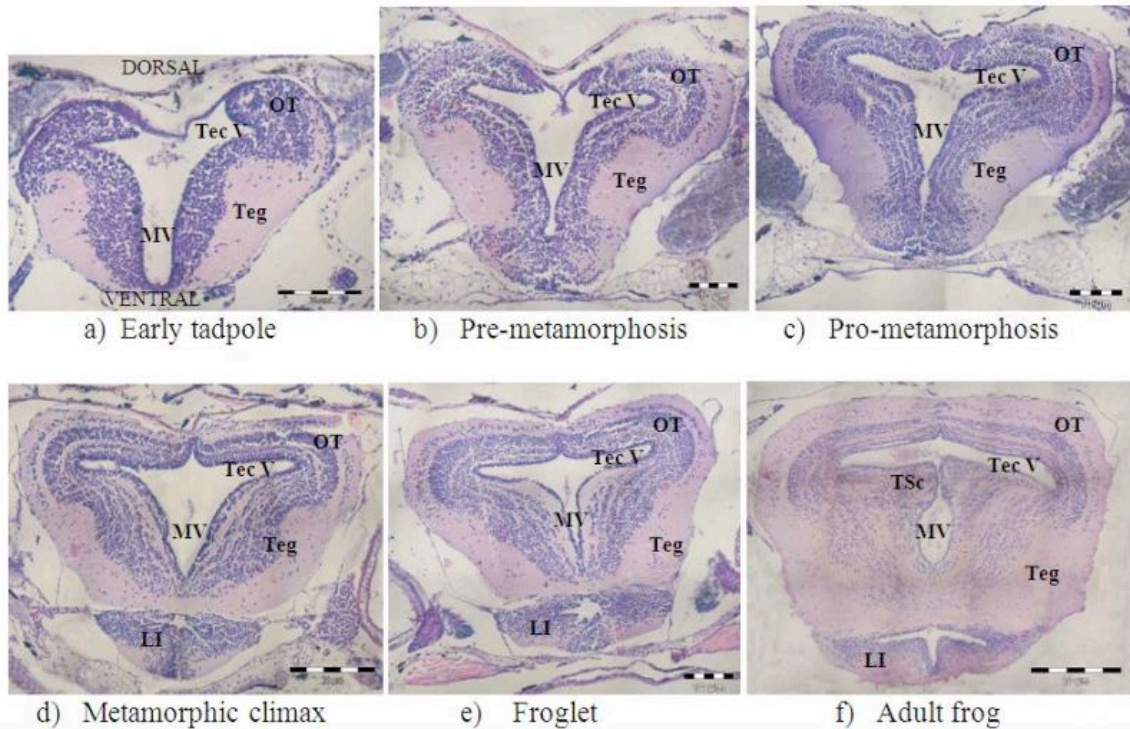 DORSAL
OT
Tec V
Teg
MV
VENTRAL
a) Early tadpole
OT
Tec V
MV
Teg
b) Pre-metamorphosis
OT
Tec V
MV
Teg
c) Pro-metamorphosis
OT
Tec V
MV
Teg
LI
d) Metamorphic climax
OT
Tec V
MV
Teg
LI
e) Froglet
OT
Tec V
TSc
MV
Teg
LI
f) Adult frog